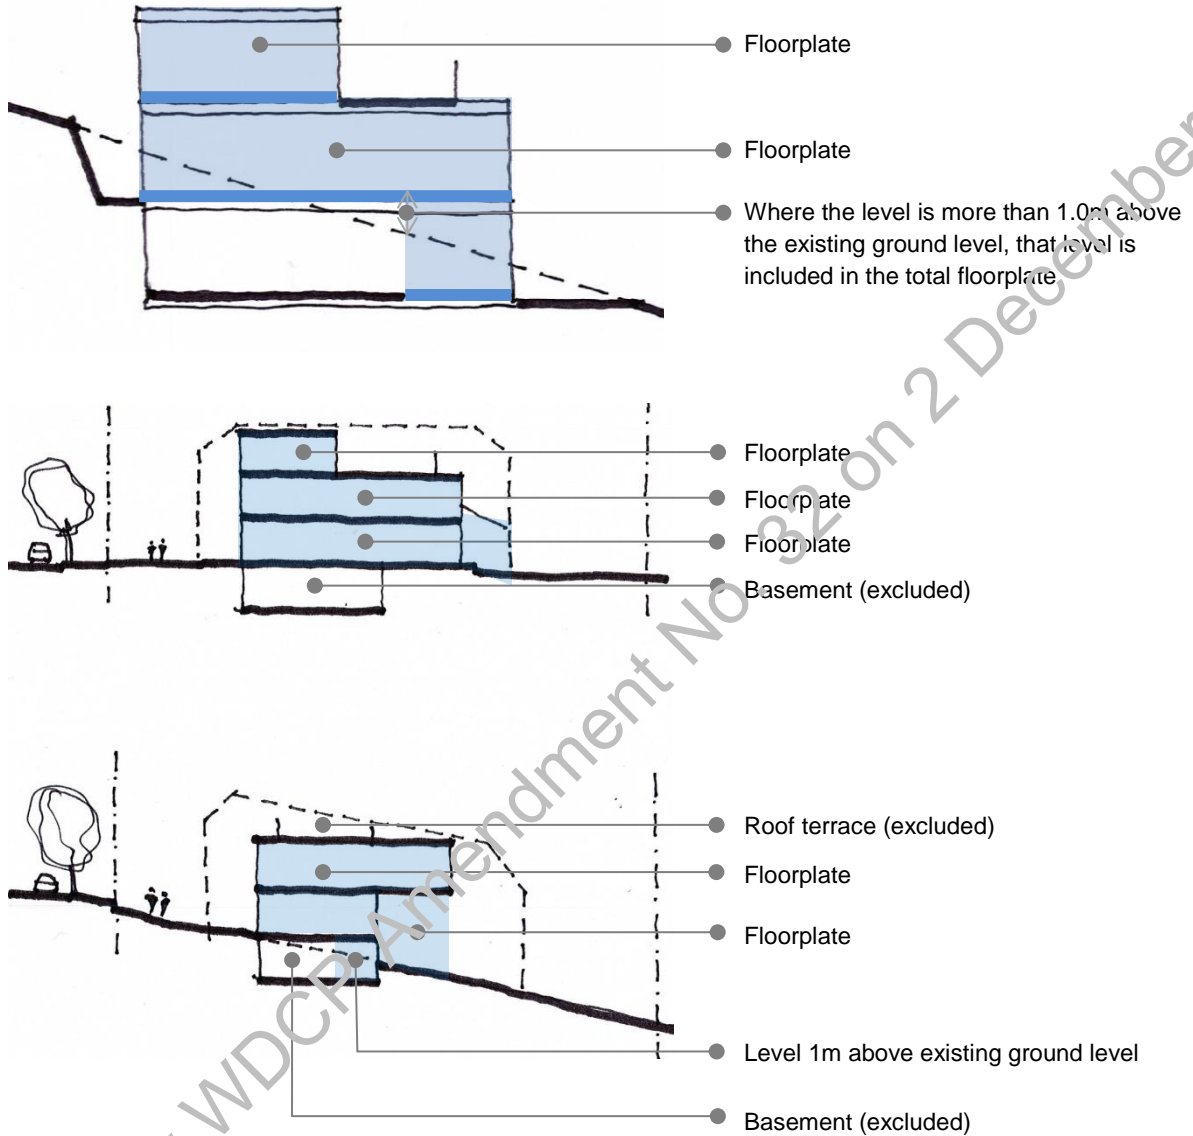 Floorplate
Floorplate
Where the level is more than 1.0m above
the existing ground level, that level is
included in the total floorplate
Floorplate
Floorplate
Floorplate
Basement (excluded)
Roof terrace (excluded)
Floorplate
Floorplate
Level 1m above existing ground level
Basement (excluded)
WDCP Amendment No. 32 on 2 December